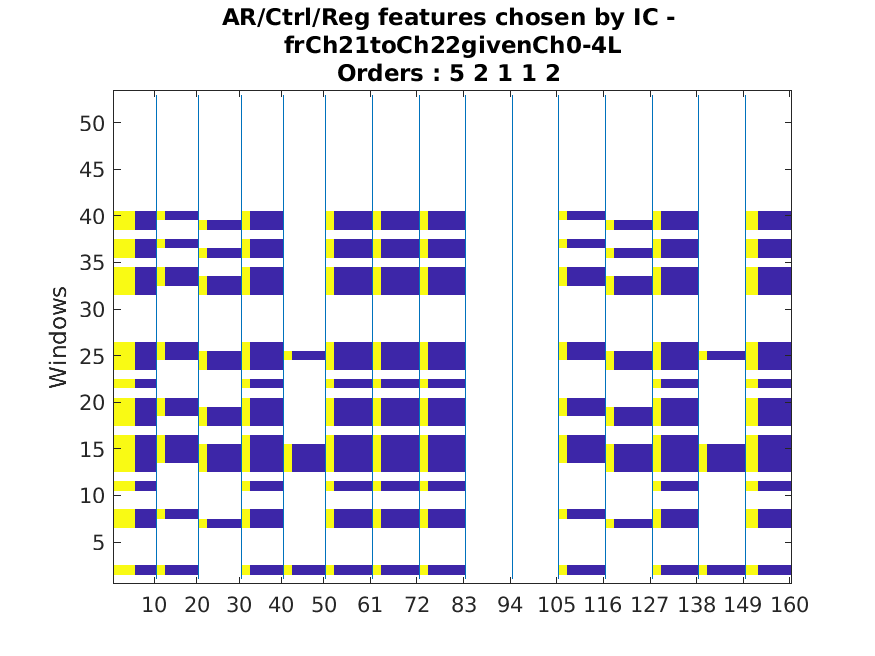 AR/Ctrl/Reg features chosen by IC -
frCh21toCh22givenCh0-4L
Orders : 5 2 1 1 2
50
45
40
35
30
25
20
15
10
5
Windows
10 20 30 40 50 61 72 83 94 105 116 127 138 149 160